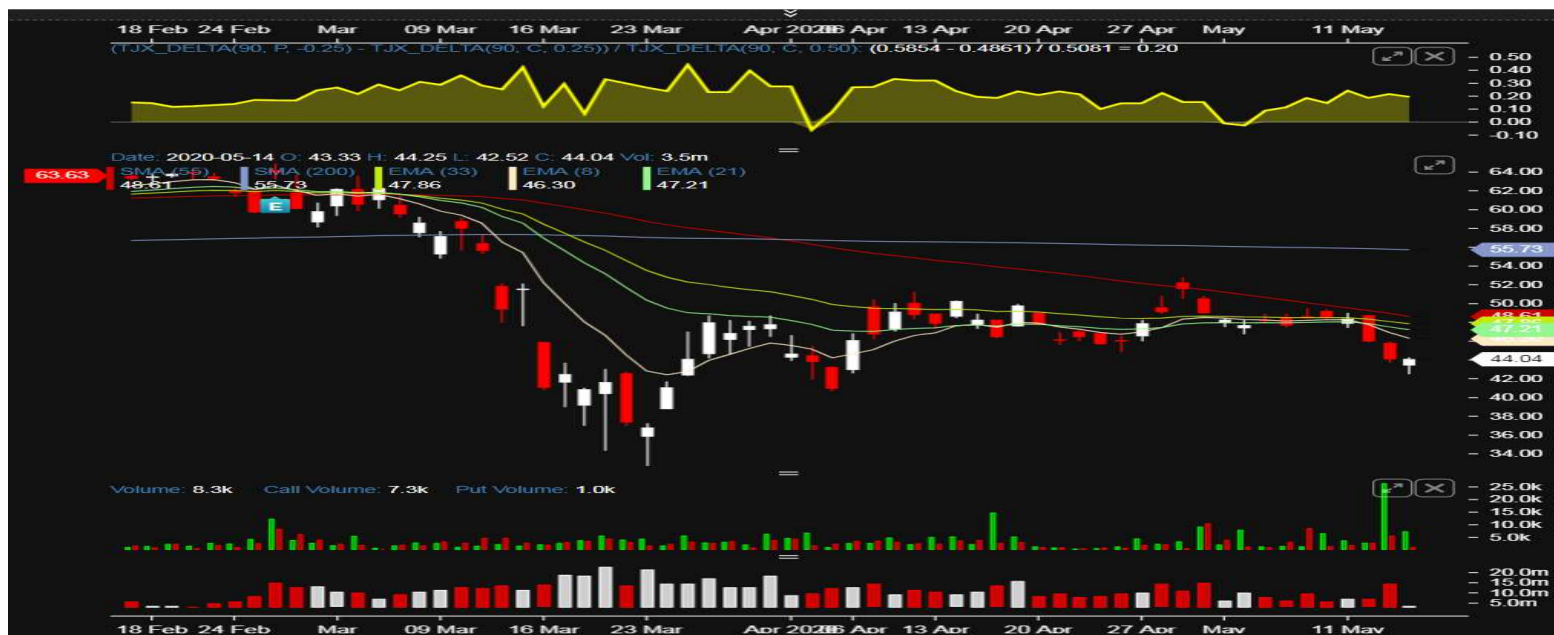 18 Feb 24 Feb Mar 09 Mar 16 Mar 23 Mar Apr 2020 06 Apr 13 Apr 20 Apr 27 Apr May 11 May
(TJX_DELTA(90, P, -0.25) - TJX_DELTA(90, C, 0.25)) / TJX_DELTA(90, C, 0.50): (0.5854 - 0.4861) / 0.5081 = 0.20
0.50
0.40
0.30
0.20
0.10
0.00
-0.10
Date: 2020-05-14 O: 43.33 H: 44.25 L: 42.52 C: 44.04 Vol: 3.5m
SMA (55) SMA (200) EMA (33) EMA (8) EMA (21)
48.61 55.73 47.86 46.30 47.21
63.63
E
64.00
62.00
60.00
55.73
54.00
52.00
50.00
48.61
47.21
44.04
42.00
40.00
38.00
36.00
34.00
Volume: 8.3k Call Volume: 7.3k Put Volume: 1.0k
25.0k
20.0k
15.0k
10.0k
5.0k
20.0m
15.0m
10.0m
5.0m
18 Feb 24 Feb Mar 09 Mar 16 Mar 23 Mar Apr 2020 06 Apr 13 Apr 20 Apr 27 Apr May 11 May